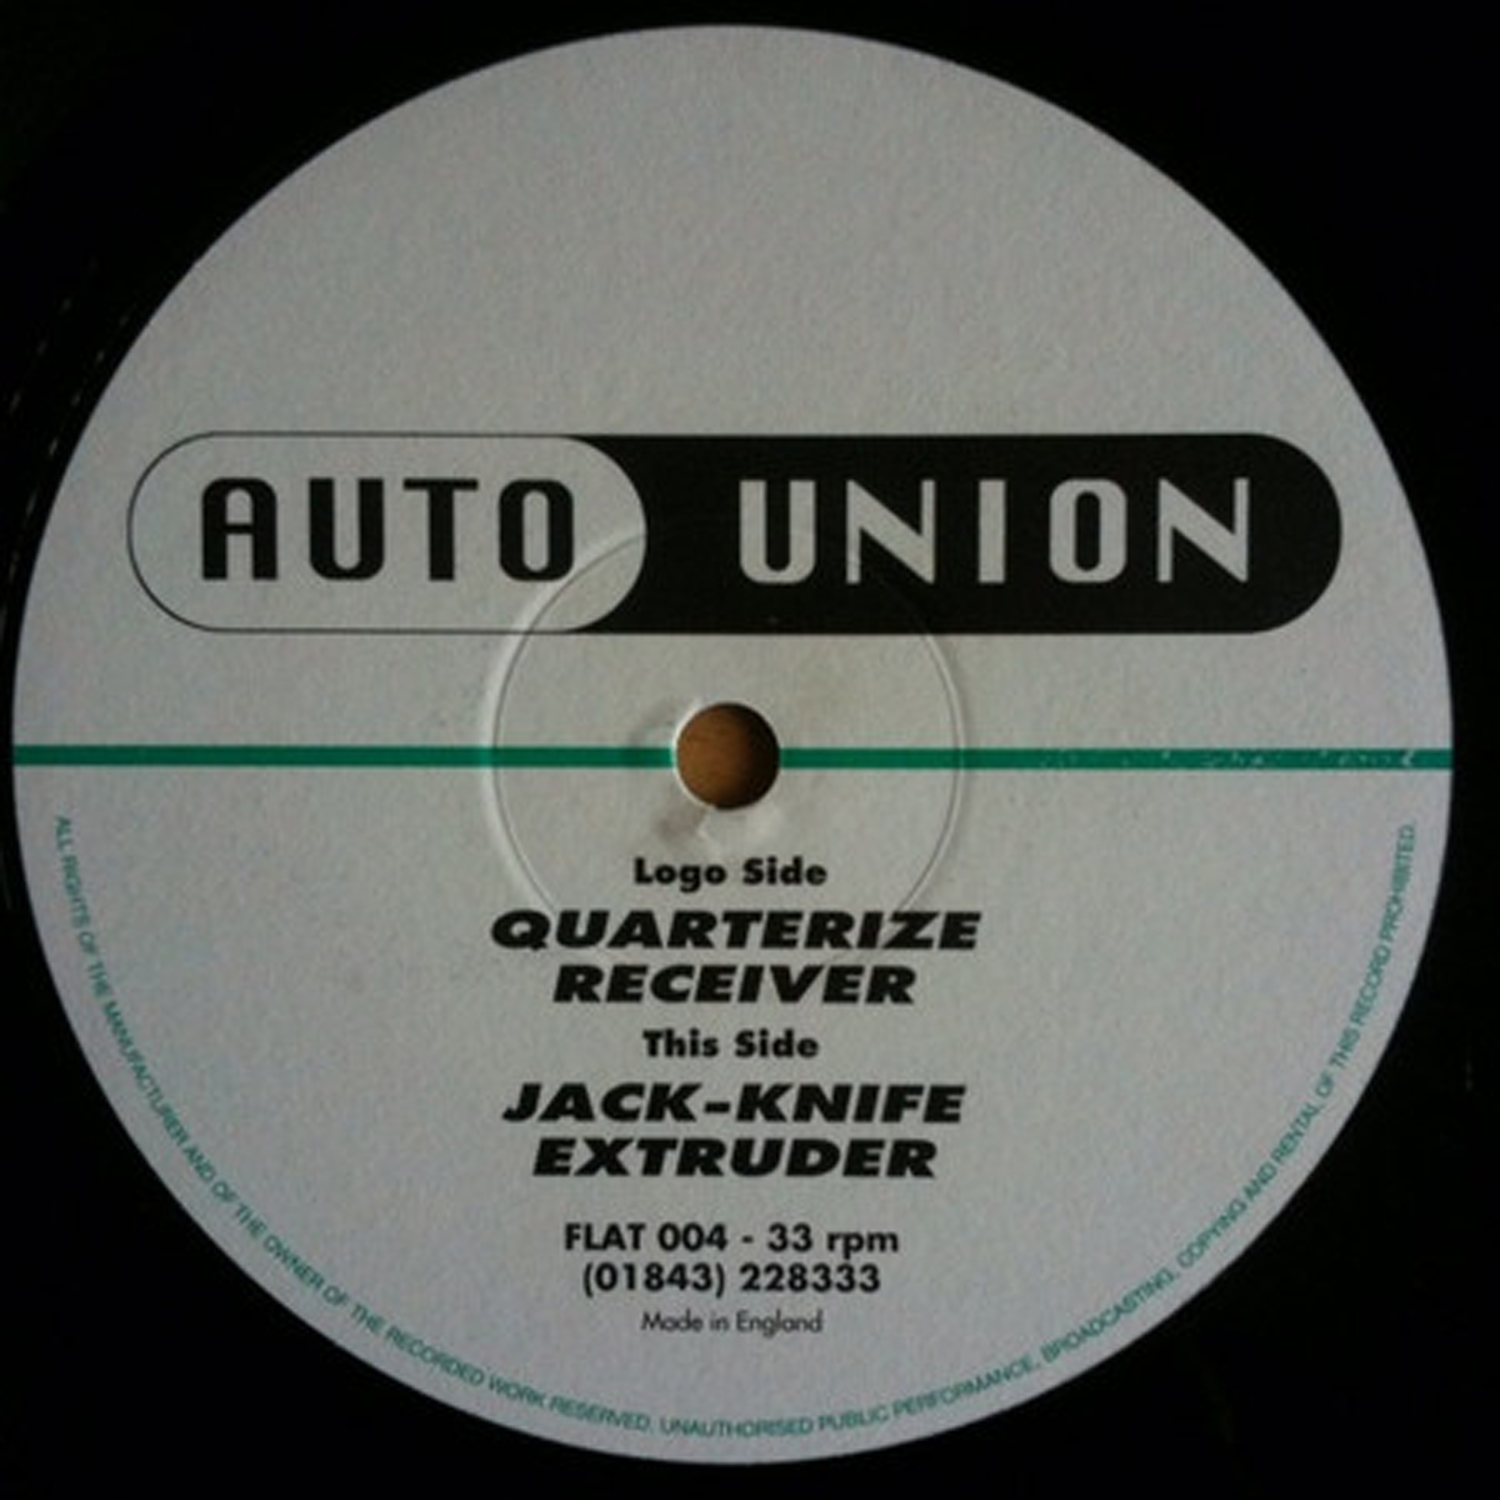 AUTO UNION
Logo Side
QUARTERIZE
RECEIVER
This Side
JACK-KNIFE
EXTRUDER
FLAT 004 - 33 rpm
(01843) 228333
Made in England
ALL RIGHTS OF THE MANUFACTURER AND OF THE OWNER OF THE RECORDED WORK RESERVED. UNAUTHORISED PUBLIC PERFORMANCE, BROADCASTING, COPYING AND RENTAL OF THIS RECORD PROHIBITED.